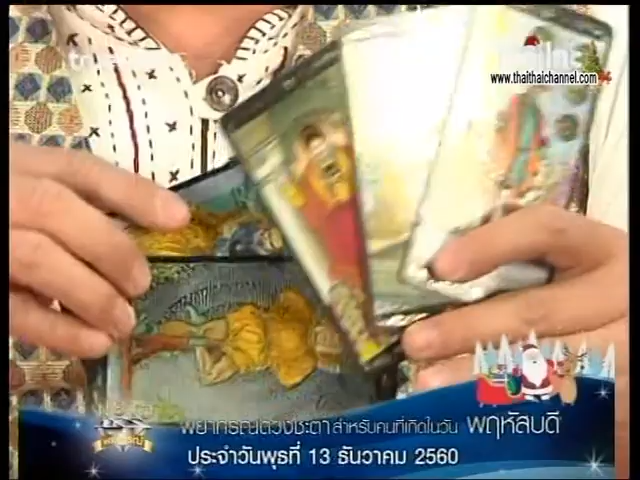 www.thaithaichannel.com
พยากรณ์ดวงชะตา สำหรับคนที่เกิดในวัน พฤหัสบดี
ประจำวันพุธที่ 13 ธันวาคม 2560